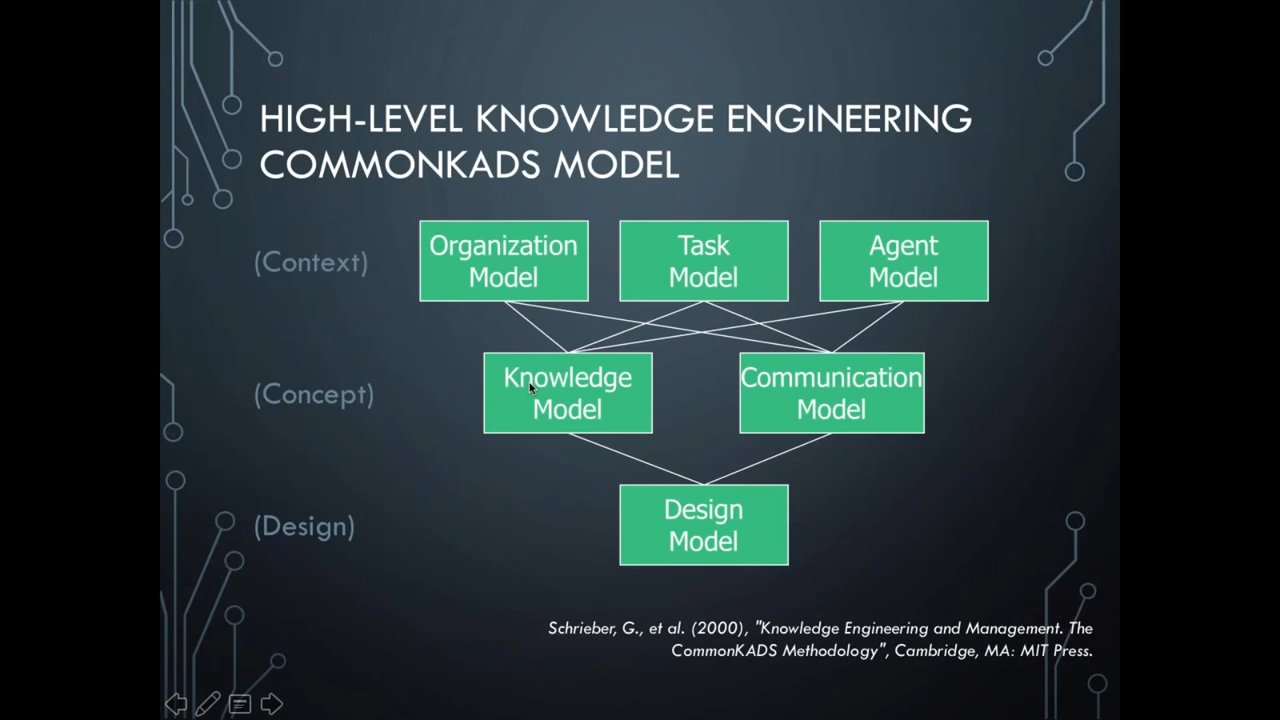 HIGH-LEVEL KNOWLEDGE ENGINEERING
COMMONKADS MODEL
(Context)
Organization
Model
Task
Model
Agent
Model
(Concept)
Knowledge
Model
Communication
Model
(Design)
Design
Model
Schrieber, G., et al. (2000), "Knowledge Engineering and Management. The
CommonKADS Methodology", Cambridge, MA: MIT Press.